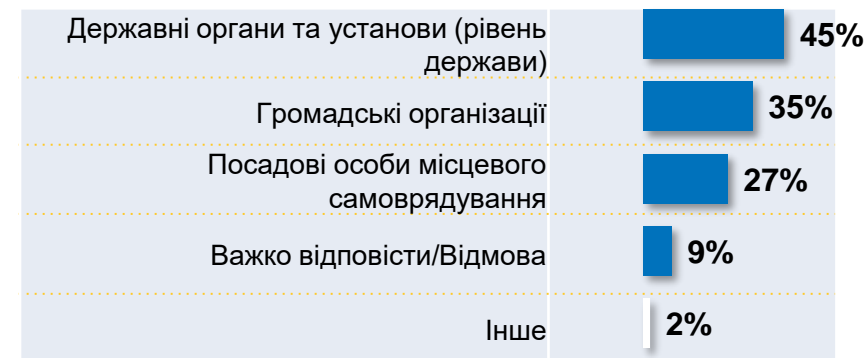 Державні органи та установи (рівень
держави)
45%
Громадські організації
35%
Посадові особи місцевого
самоврядування
27%
Важко відповісти/Відмова
9%
Інше
2%